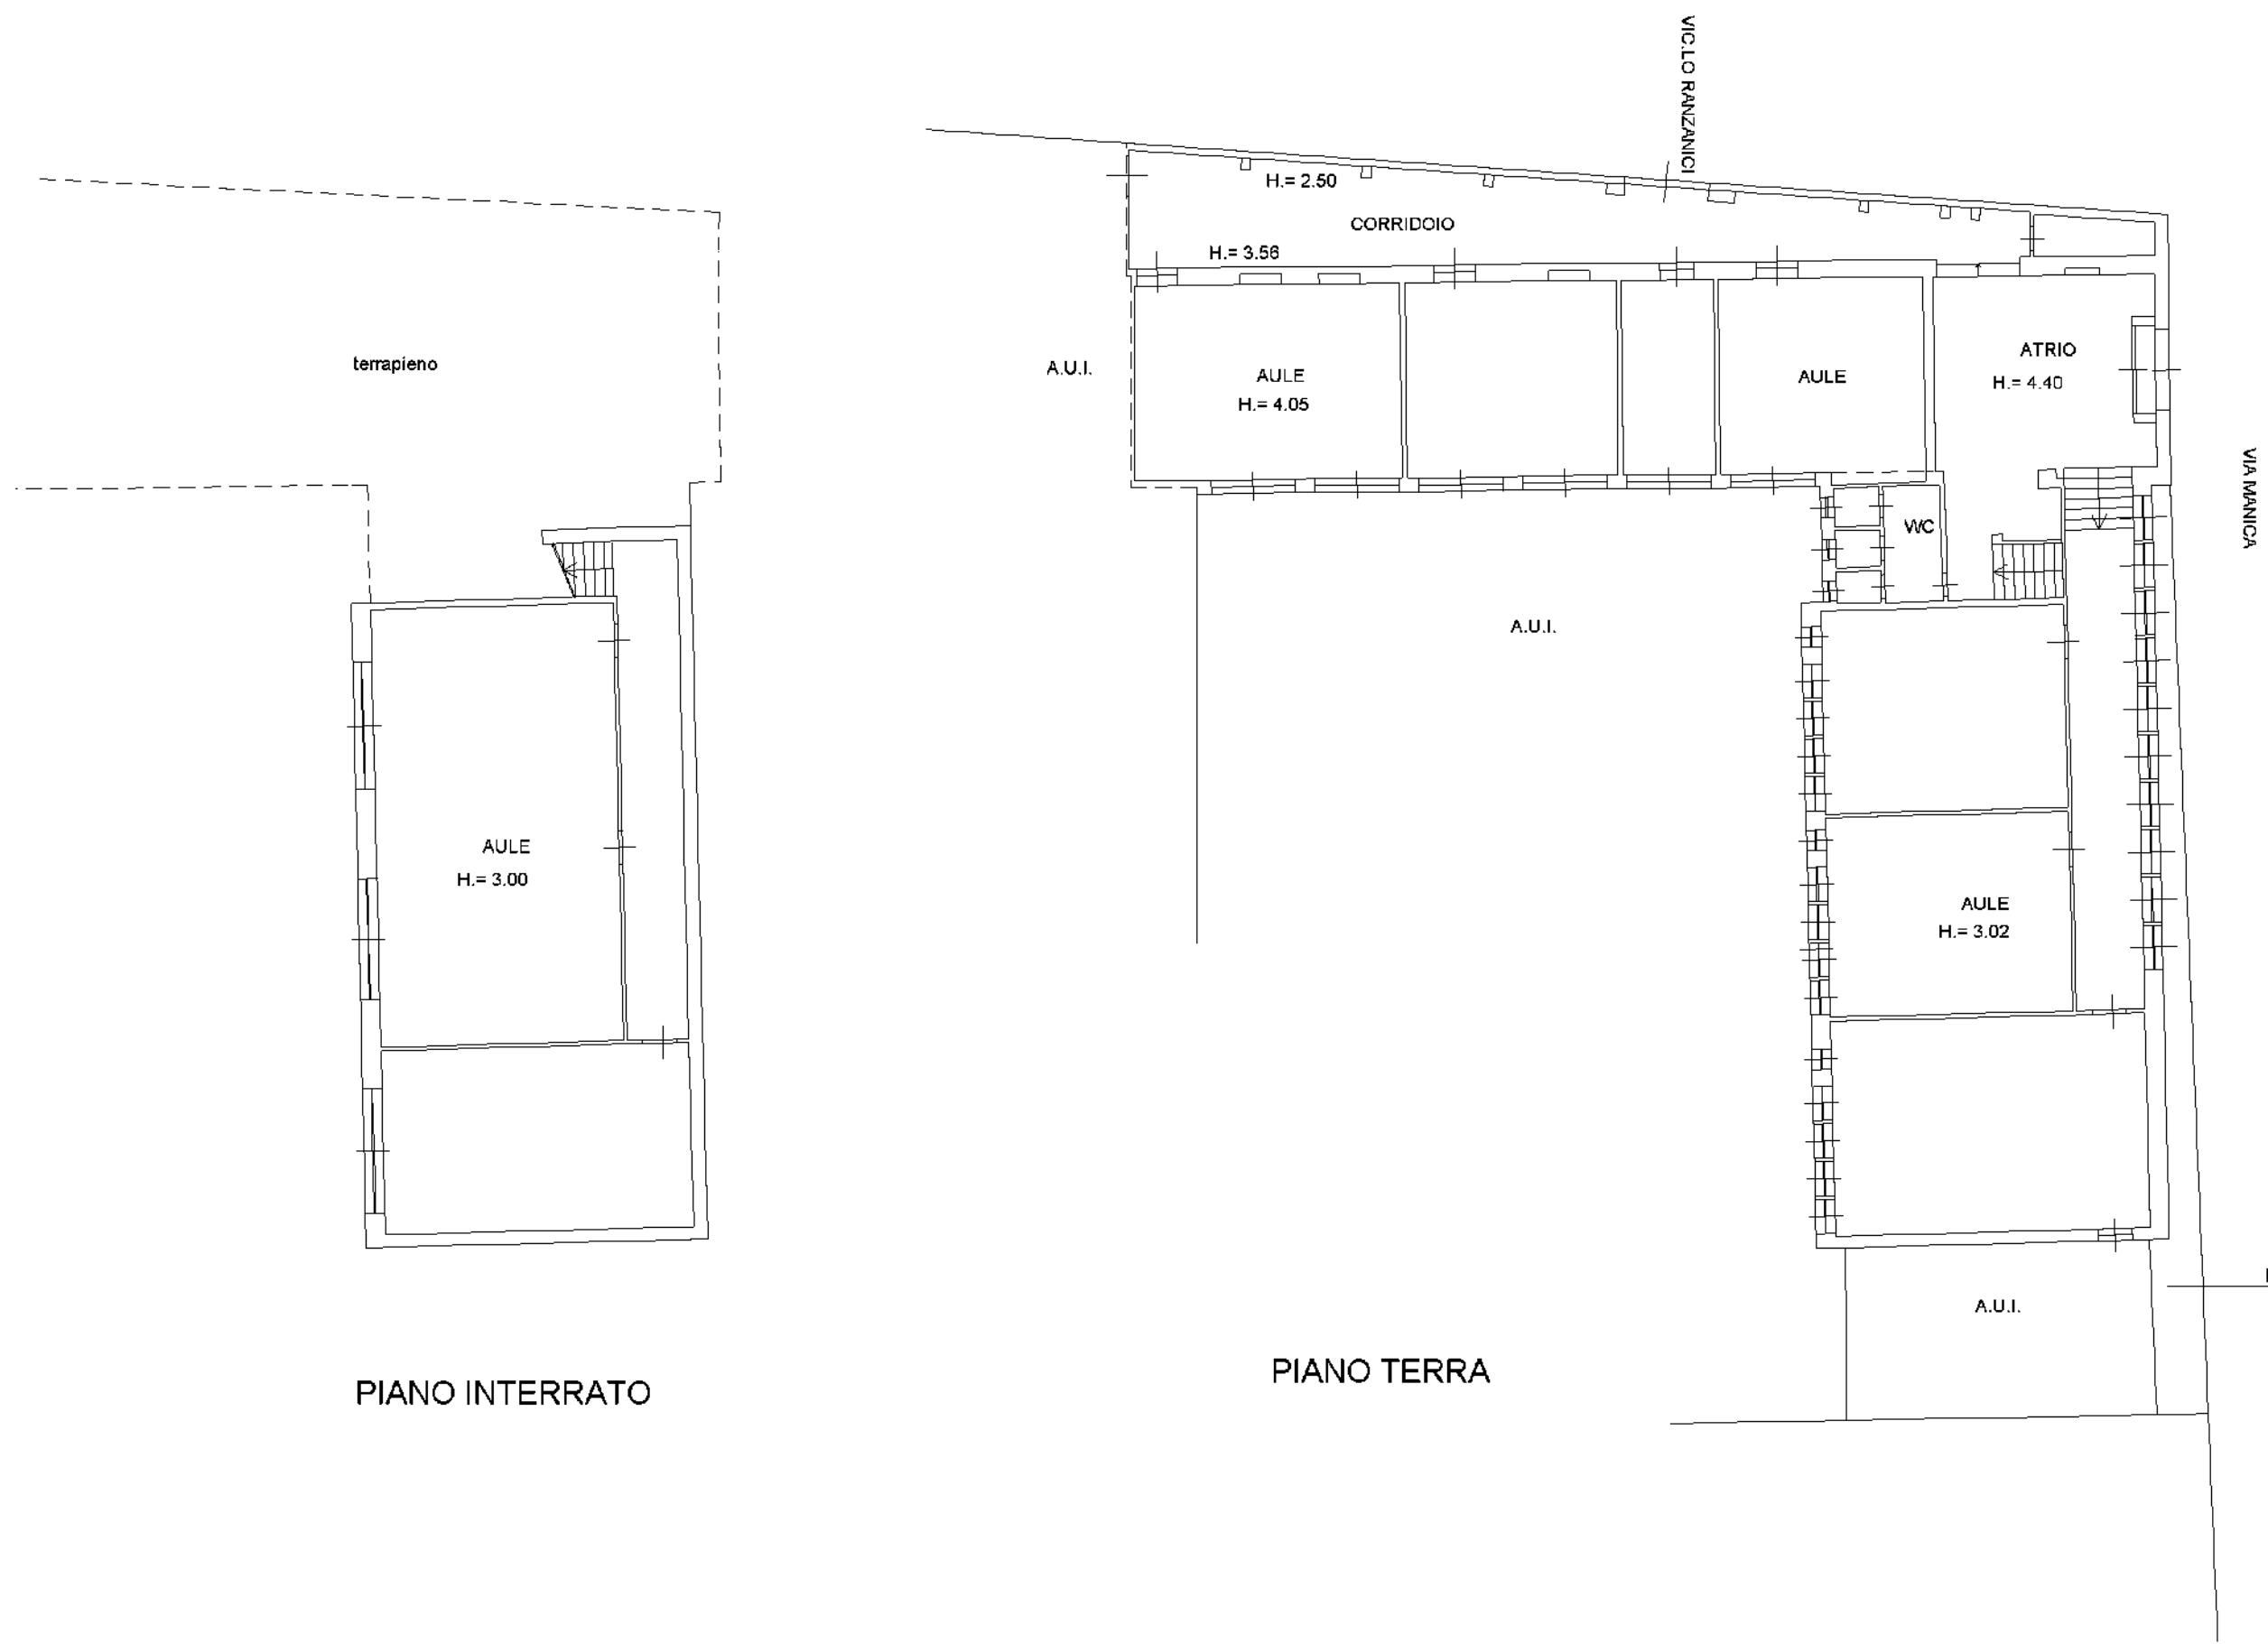 VIC.LO RANZANICI
H.= 2.50
CORRIDOIO
H.= 3.56
terrapieno
A.U.I.
AULE
H.= 4.05
AULE
ATRIO
H.= 4.40
VIA MANICA
WC
A.U.I.
AULE
H.= 3.00
AULE
H.= 3.02
A.U.I.
PIANO INTERRATO
PIANO TERRA